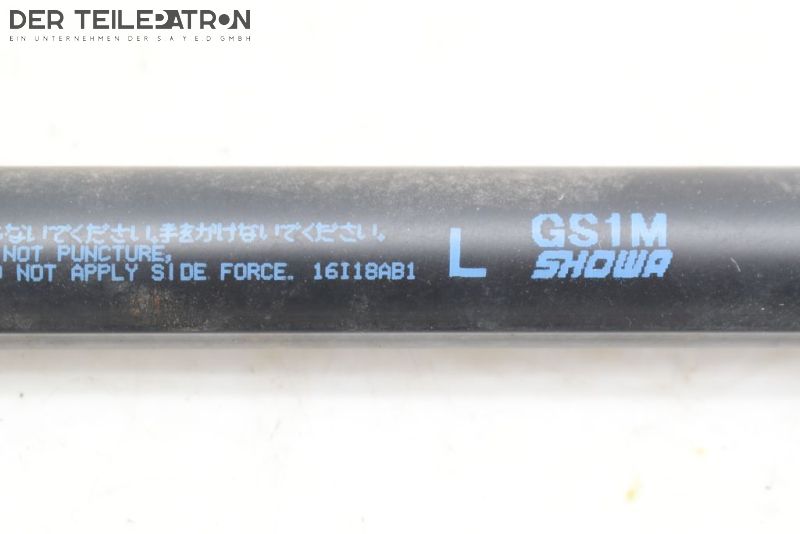 DER TEILEPATRON
EIN UNTERNEHMEN DER S A Y E.D GMBH
ないでください.手をかけないでください.
NOT PUNCTURE,
NOT APPLY SIDE FORCE. 16I18AB1
L
GS1M
SHOWA